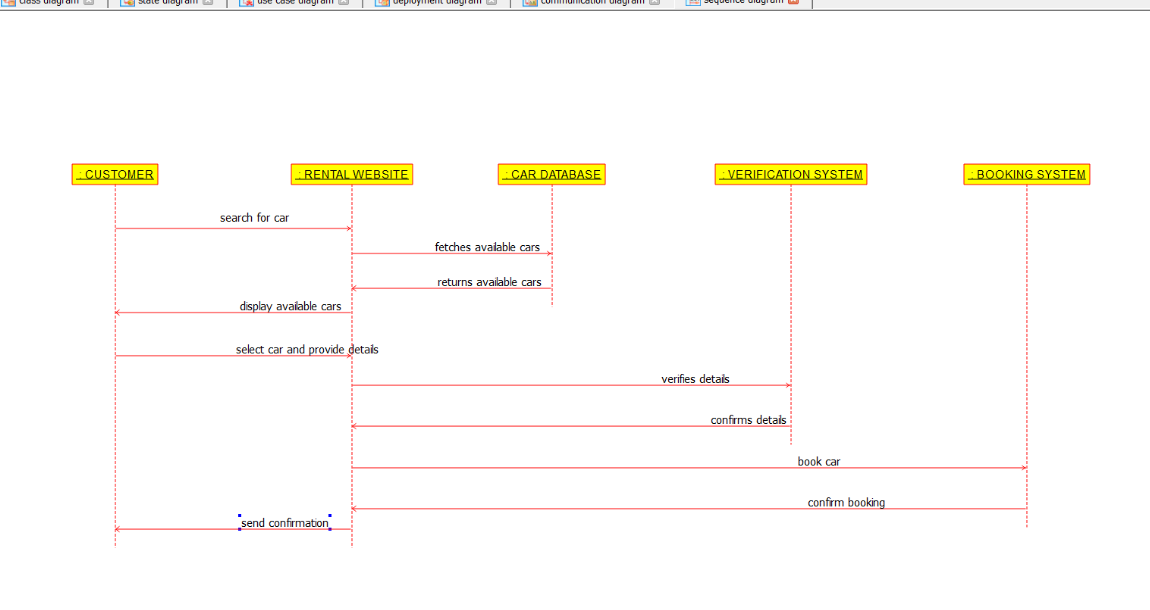 class diagram
state diagram
use case diagram
deployment diagram
communication diagram
sequence diagram
: CUSTOMER
: RENTAL WEBSITE
: CAR DATABASE
: VERIFICATION SYSTEM
: BOOKING SYSTEM
search for car
fetches available cars
returns available cars
display available cars
select car and provide details
verifies details
confirms details
book car
confirm booking
send confirmation